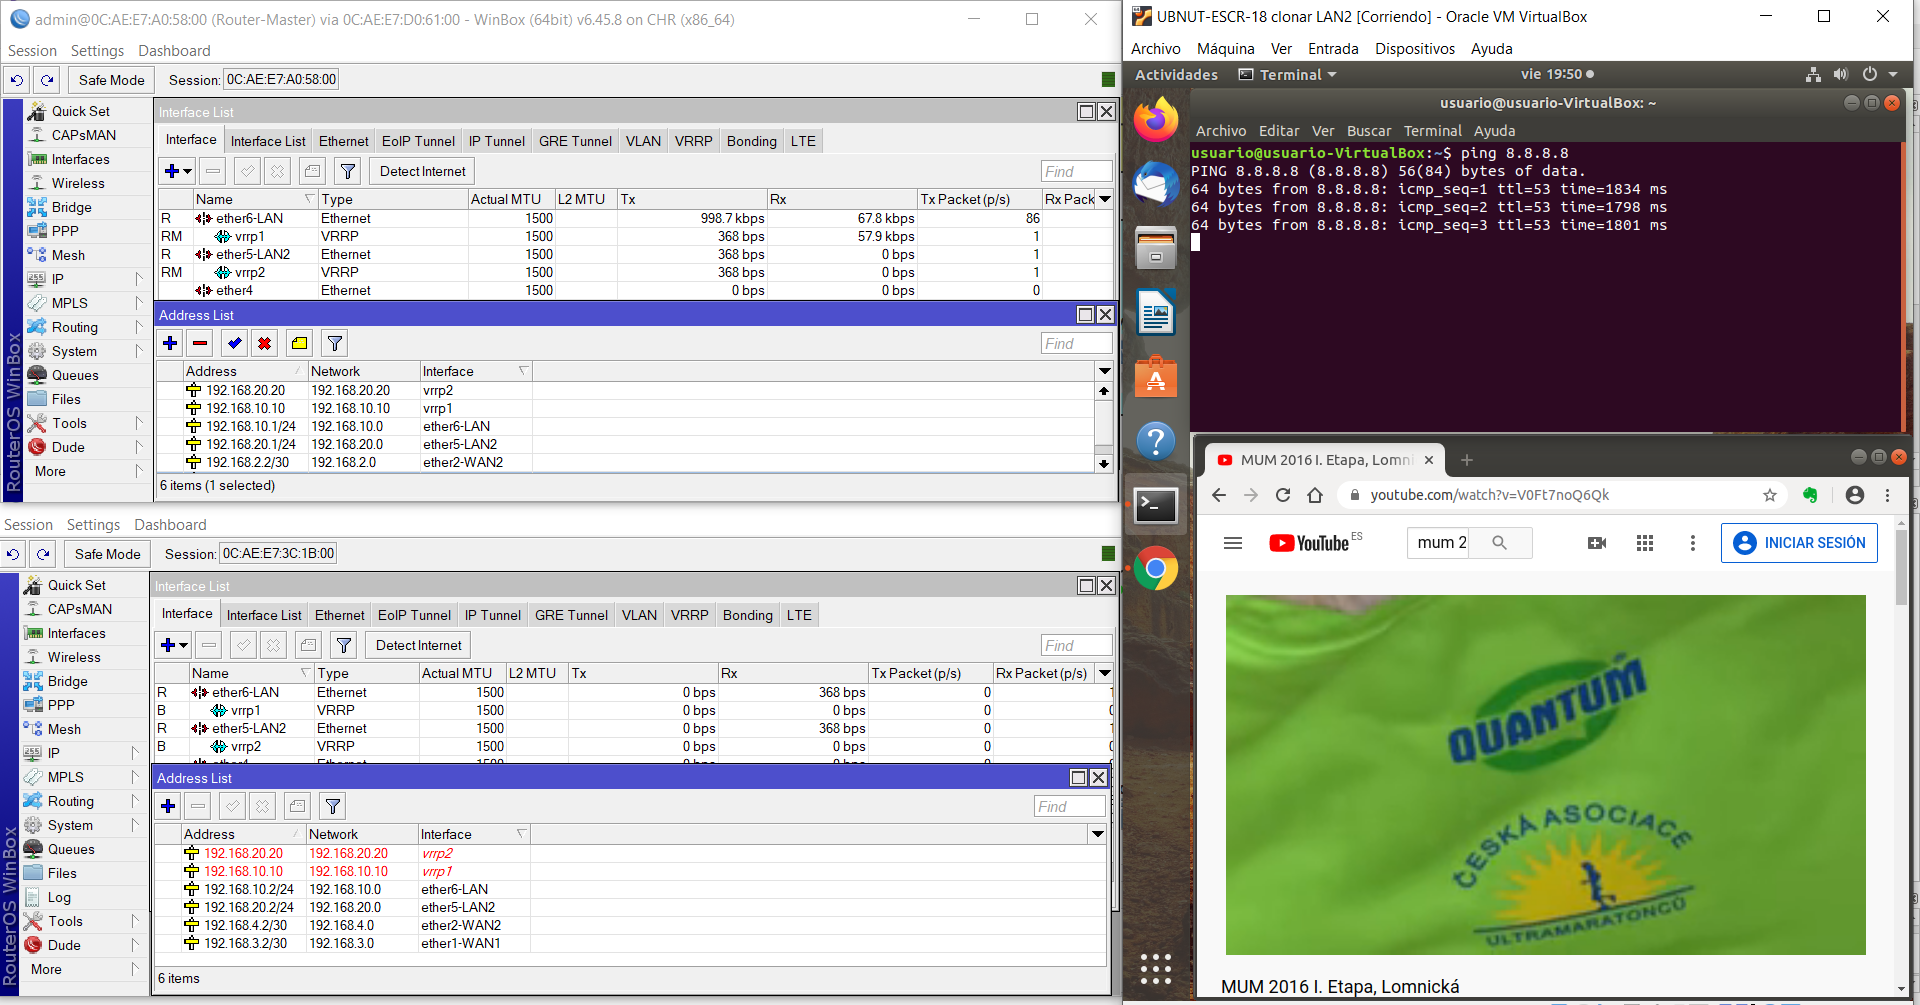 admin@0C:AE:E7:A0:58:00 (Router-Master) via 0C:AE:E7:D0:61:00 - WinBox (64bit) v6.45.8 on CHR (x86_64)
Session Settings Dashboard
Safe Mode Session: 0C:AE:E7:A0:58:00
Quick Set
CAPsMAN
Interfaces
Wireless
Bridge
PPP
Mesh
IP
MPLS
Routing
System
Queues
Files
Tools
Dude
More
RouterOS WinBox
Interface List
Interface Interface List Ethernet EoIP Tunnel IP Tunnel GRE Tunnel VLAN VRRP Bonding LTE
Detect Internet Find
Name Type Actual MTU L2 MTU Tx Rx Tx Packet (p/s) Rx Pack
R ether6-LAN Ethernet 1500 998.7 kbps 67.8 kbps 86
RM vrrp1 VRRP 1500 368 bps 57.9 kbps 1
R ether5-LAN2 Ethernet 1500 368 bps 0 bps 1
RM vrrp2 VRRP 1500 368 bps 0 bps 1
ether4 Ethernet 1500 0 bps 0 bps 0
Address List
Find
Address Network Interface
192.168.20.20 192.168.20.20 vrrp2
192.168.10.10 192.168.10.10 vrrp1
192.168.10.1/24 192.168.10.0 ether6-LAN
192.168.20.1/24 192.168.20.0 ether5-LAN2
192.168.2.2/30 192.168.2.0 ether2-WAN2
6 items (1 selected)
Session Settings Dashboard
Safe Mode Session: 0C:AE:E7:3C:1B:00
Quick Set
CAPsMAN
Interfaces
Wireless
Bridge
PPP
Mesh
IP
MPLS
Routing
System
Queues
Files
Log
Tools
Dude
More
RouterOS WinBox
Interface List
Interface Interface List Ethernet EoIP Tunnel IP Tunnel GRE Tunnel VLAN VRRP Bonding LTE
Detect Internet Find
Name Type Actual MTU L2 MTU Tx Rx Tx Packet (p/s) Rx Packet (p/s)
R ether6-LAN Ethernet 1500 0 bps 368 bps 0
B vrrp1 VRRP 1500 0 bps 0 bps 0
R ether5-LAN2 Ethernet 1500 0 bps 368 bps 0
B vrrp2 VRRP 1500 0 bps 0 bps 0
Address List
Find
Address Network Interface
192.168.20.20 192.168.20.20 vrrp2
192.168.10.10 192.168.10.10 vrrp1
192.168.10.2/24 192.168.10.0 ether6-LAN
192.168.20.2/24 192.168.20.0 ether5-LAN2
192.168.4.2/30 192.168.4.0 ether2-WAN2
192.168.3.2/30 192.168.3.0 ether1-WAN1
6 items
UBNUT-ESCR-18 clonar LAN2 [Corriendo] - Oracle VM VirtualBox
Archivo Máquina Ver Entrada Dispositivos Ayuda
Actividades Terminal vie 19:50
usuario@usuario-VirtualBox: ~
Archivo Editar Ver Buscar Terminal Ayuda
usuario@usuario-VirtualBox:~$ ping 8.8.8.8
PING 8.8.8.8 (8.8.8.8) 56(84) bytes of data.
64 bytes from 8.8.8.8: icmp_seq=1 ttl=53 time=1834 ms
64 bytes from 8.8.8.8: icmp_seq=2 ttl=53 time=1798 ms
64 bytes from 8.8.8.8: icmp_seq=3 ttl=53 time=1801 ms
MUM 2016 I. Etapa, Lomni
youtube.com/watch?v=V0Ft7noQ6Qk
YouTube ES mum 2 INICIAR SESIÓN
QUANTUM
ČESKÁ ASOCIACE
ULTRAMARATONCŮ
MUM 2016 I. Etapa, Lomnická